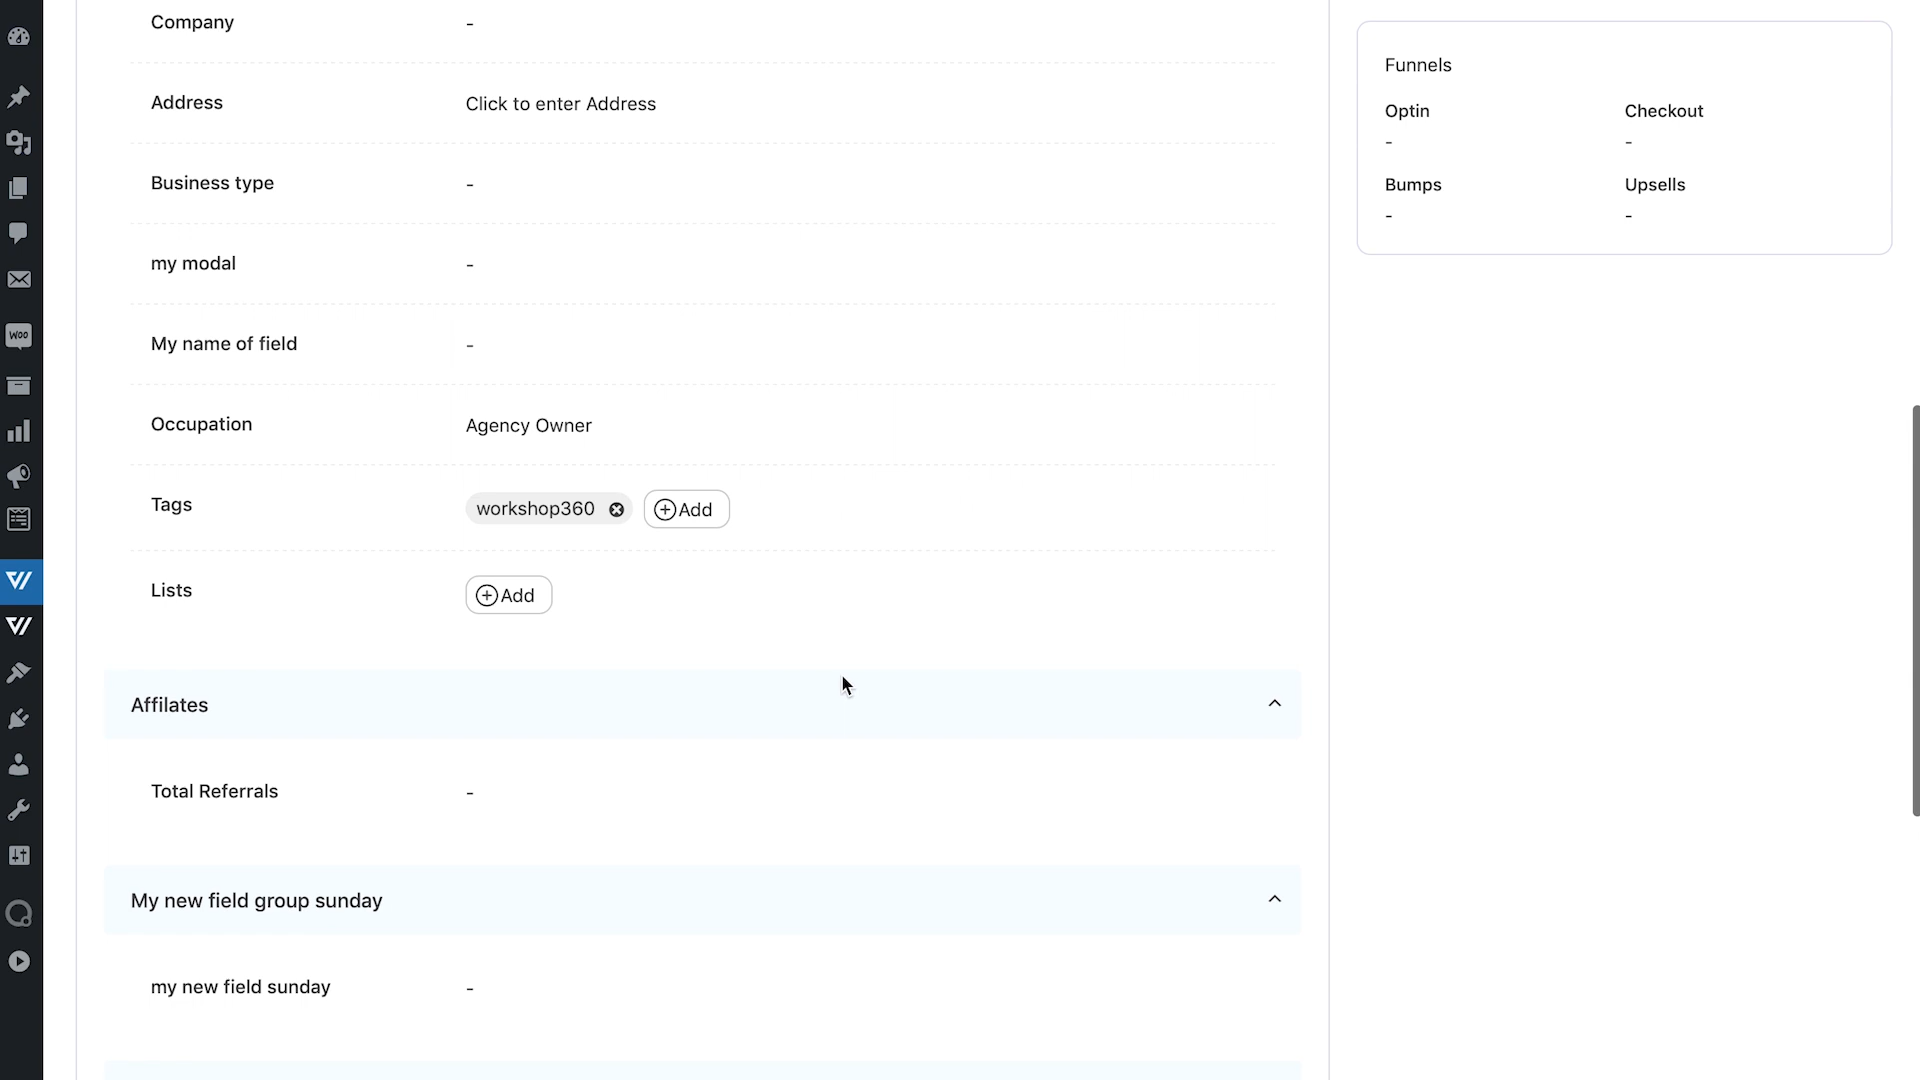 Company -
Address Click to enter Address
Business type -
my modal -
My name of field -
Occupation Agency Owner
Tags workshop360 Add
Lists Add
Affilates
Total Referrals -
My new field group sunday
my new field sunday -
Funnels
Optin Checkout
- -
Bumps Upsells
- -
Woo